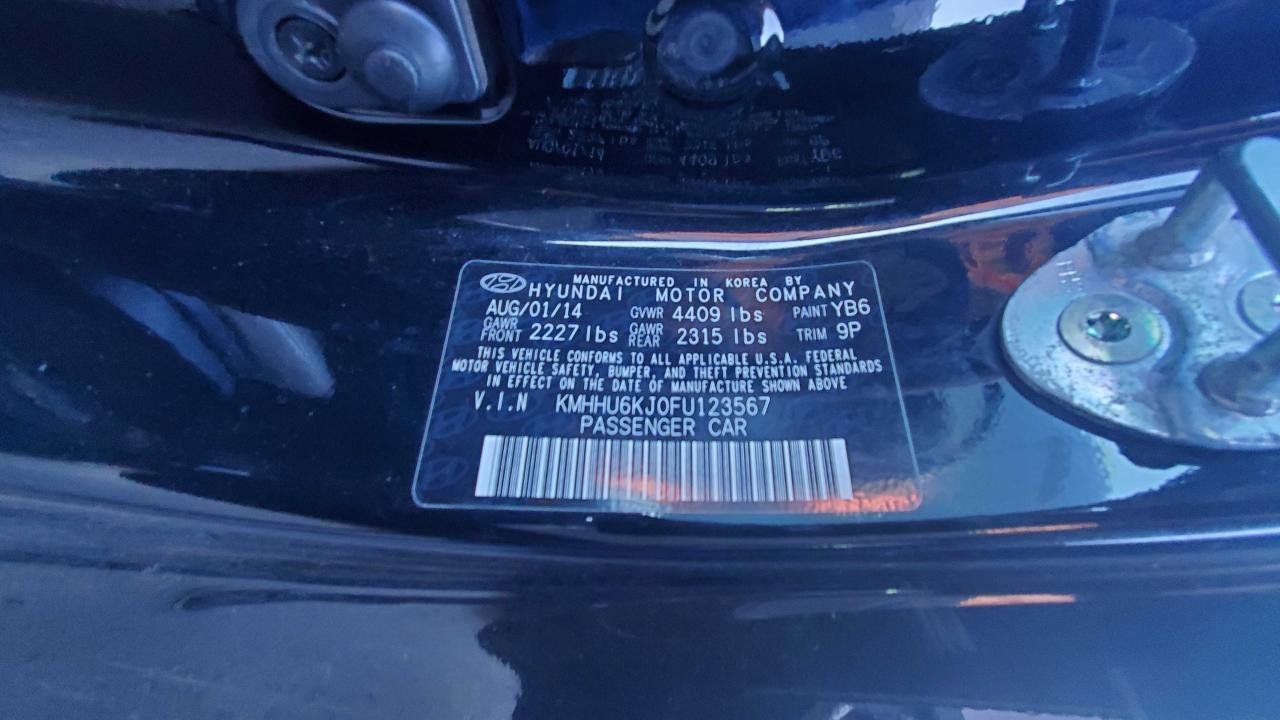 MANUFACTURED IN KOREA BY
HYUNDAI MOTOR COMPANY
AUG/01/14 GVWR 4409 lbs PAINT YB6
GAWR FRONT 2227 lbs GAWR REAR 2315 lbs TRIM 9P
THIS VEHICLE CONFORMS TO ALL APPLICABLE U.S.A. FEDERAL
MOTOR VEHICLE SAFETY, BUMPER, AND THEFT PREVENTION STANDARDS
IN EFFECT ON THE DATE OF MANUFACTURE SHOWN ABOVE
V.I.N KMHHU6KJ0FU123567
PASSENGER CAR